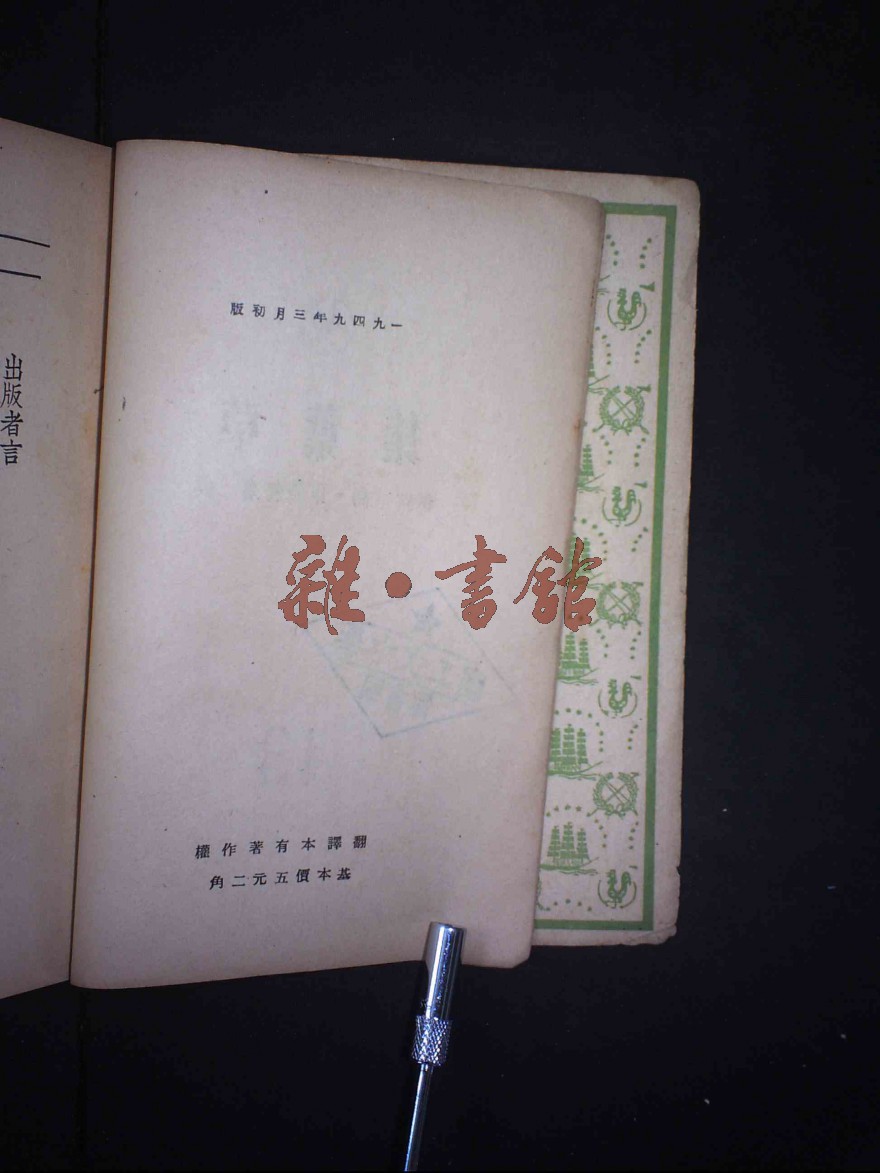 一九四九年三月初版
雜·書館
翻譯本有著作權
基本價五元二角
出版者言